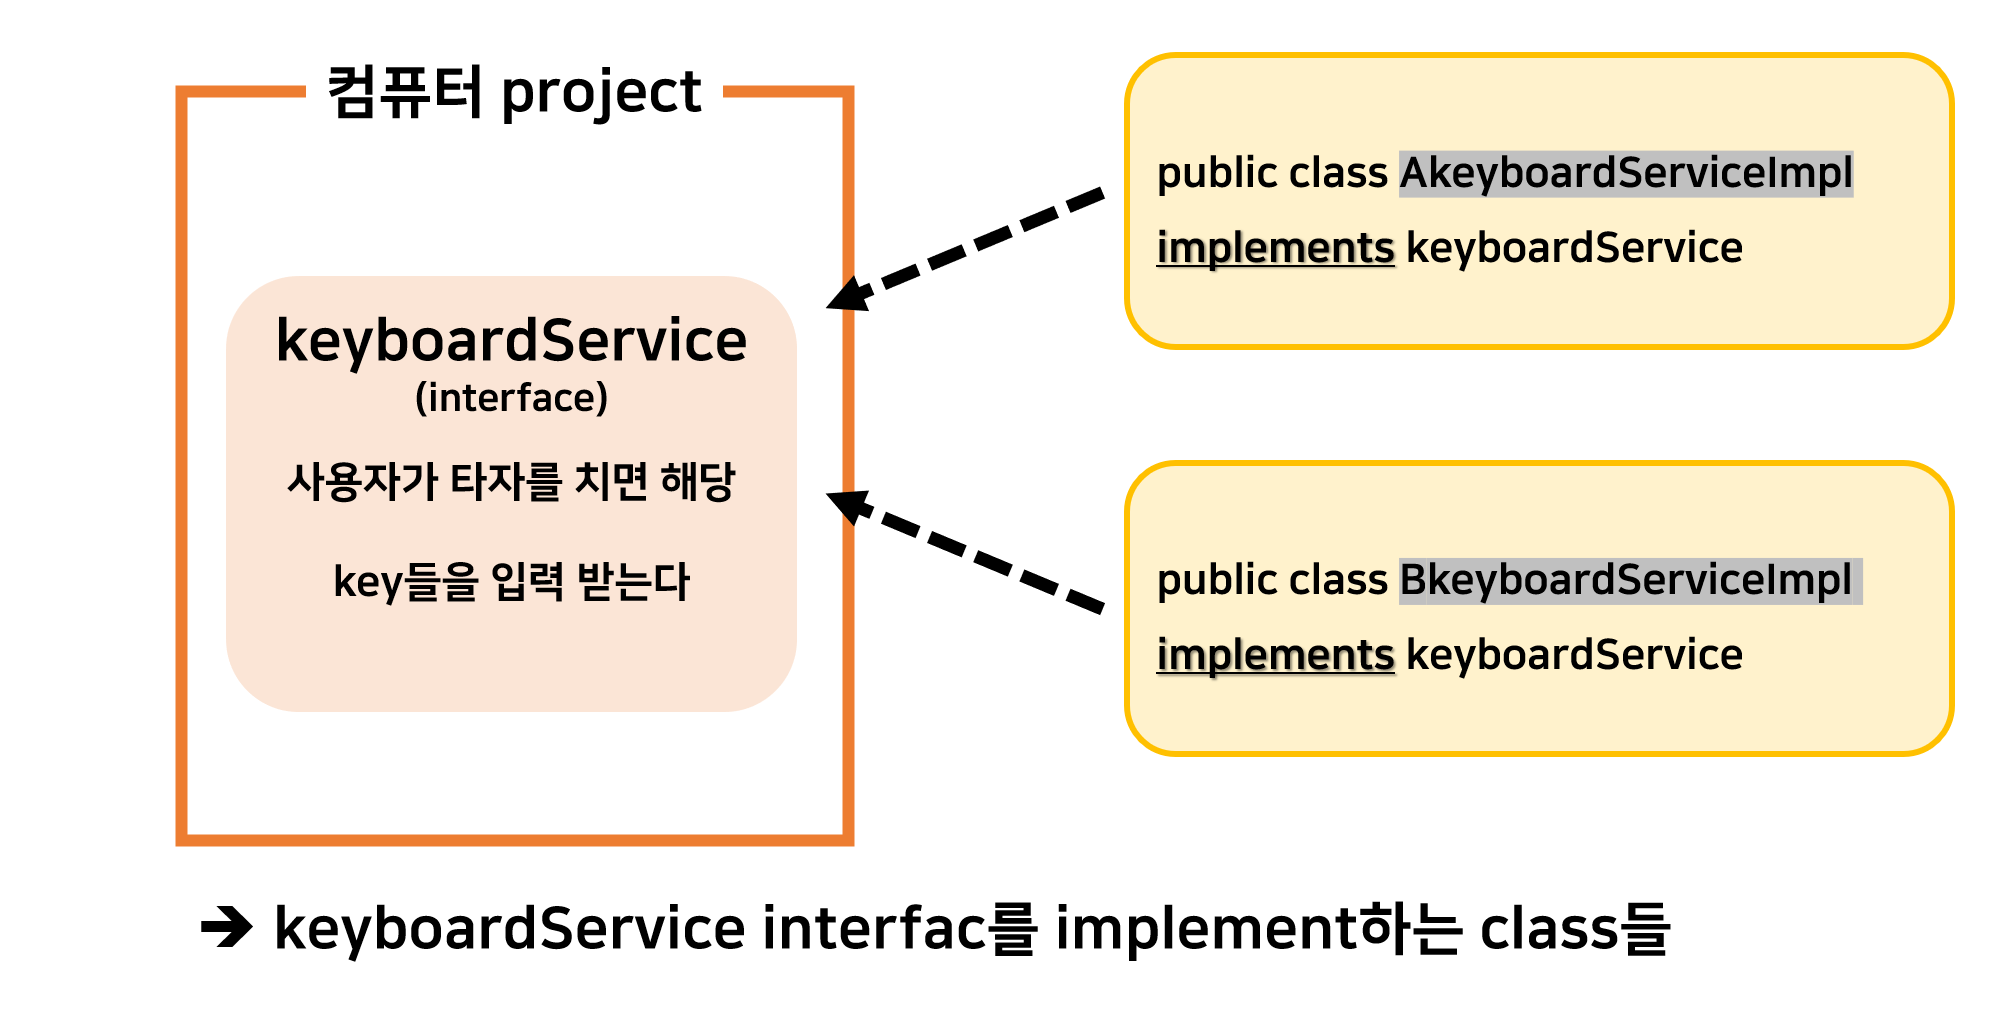 컴퓨터 project
keyboardService
(interface)
사용자가 타자를 치면 해당
key들을 입력 받는다
public class AkeyboardServiceImpl
implements keyboardService
public class BkeyboardServiceImpl
implements keyboardService
➔ keyboardService interfac를 implement하는 class들